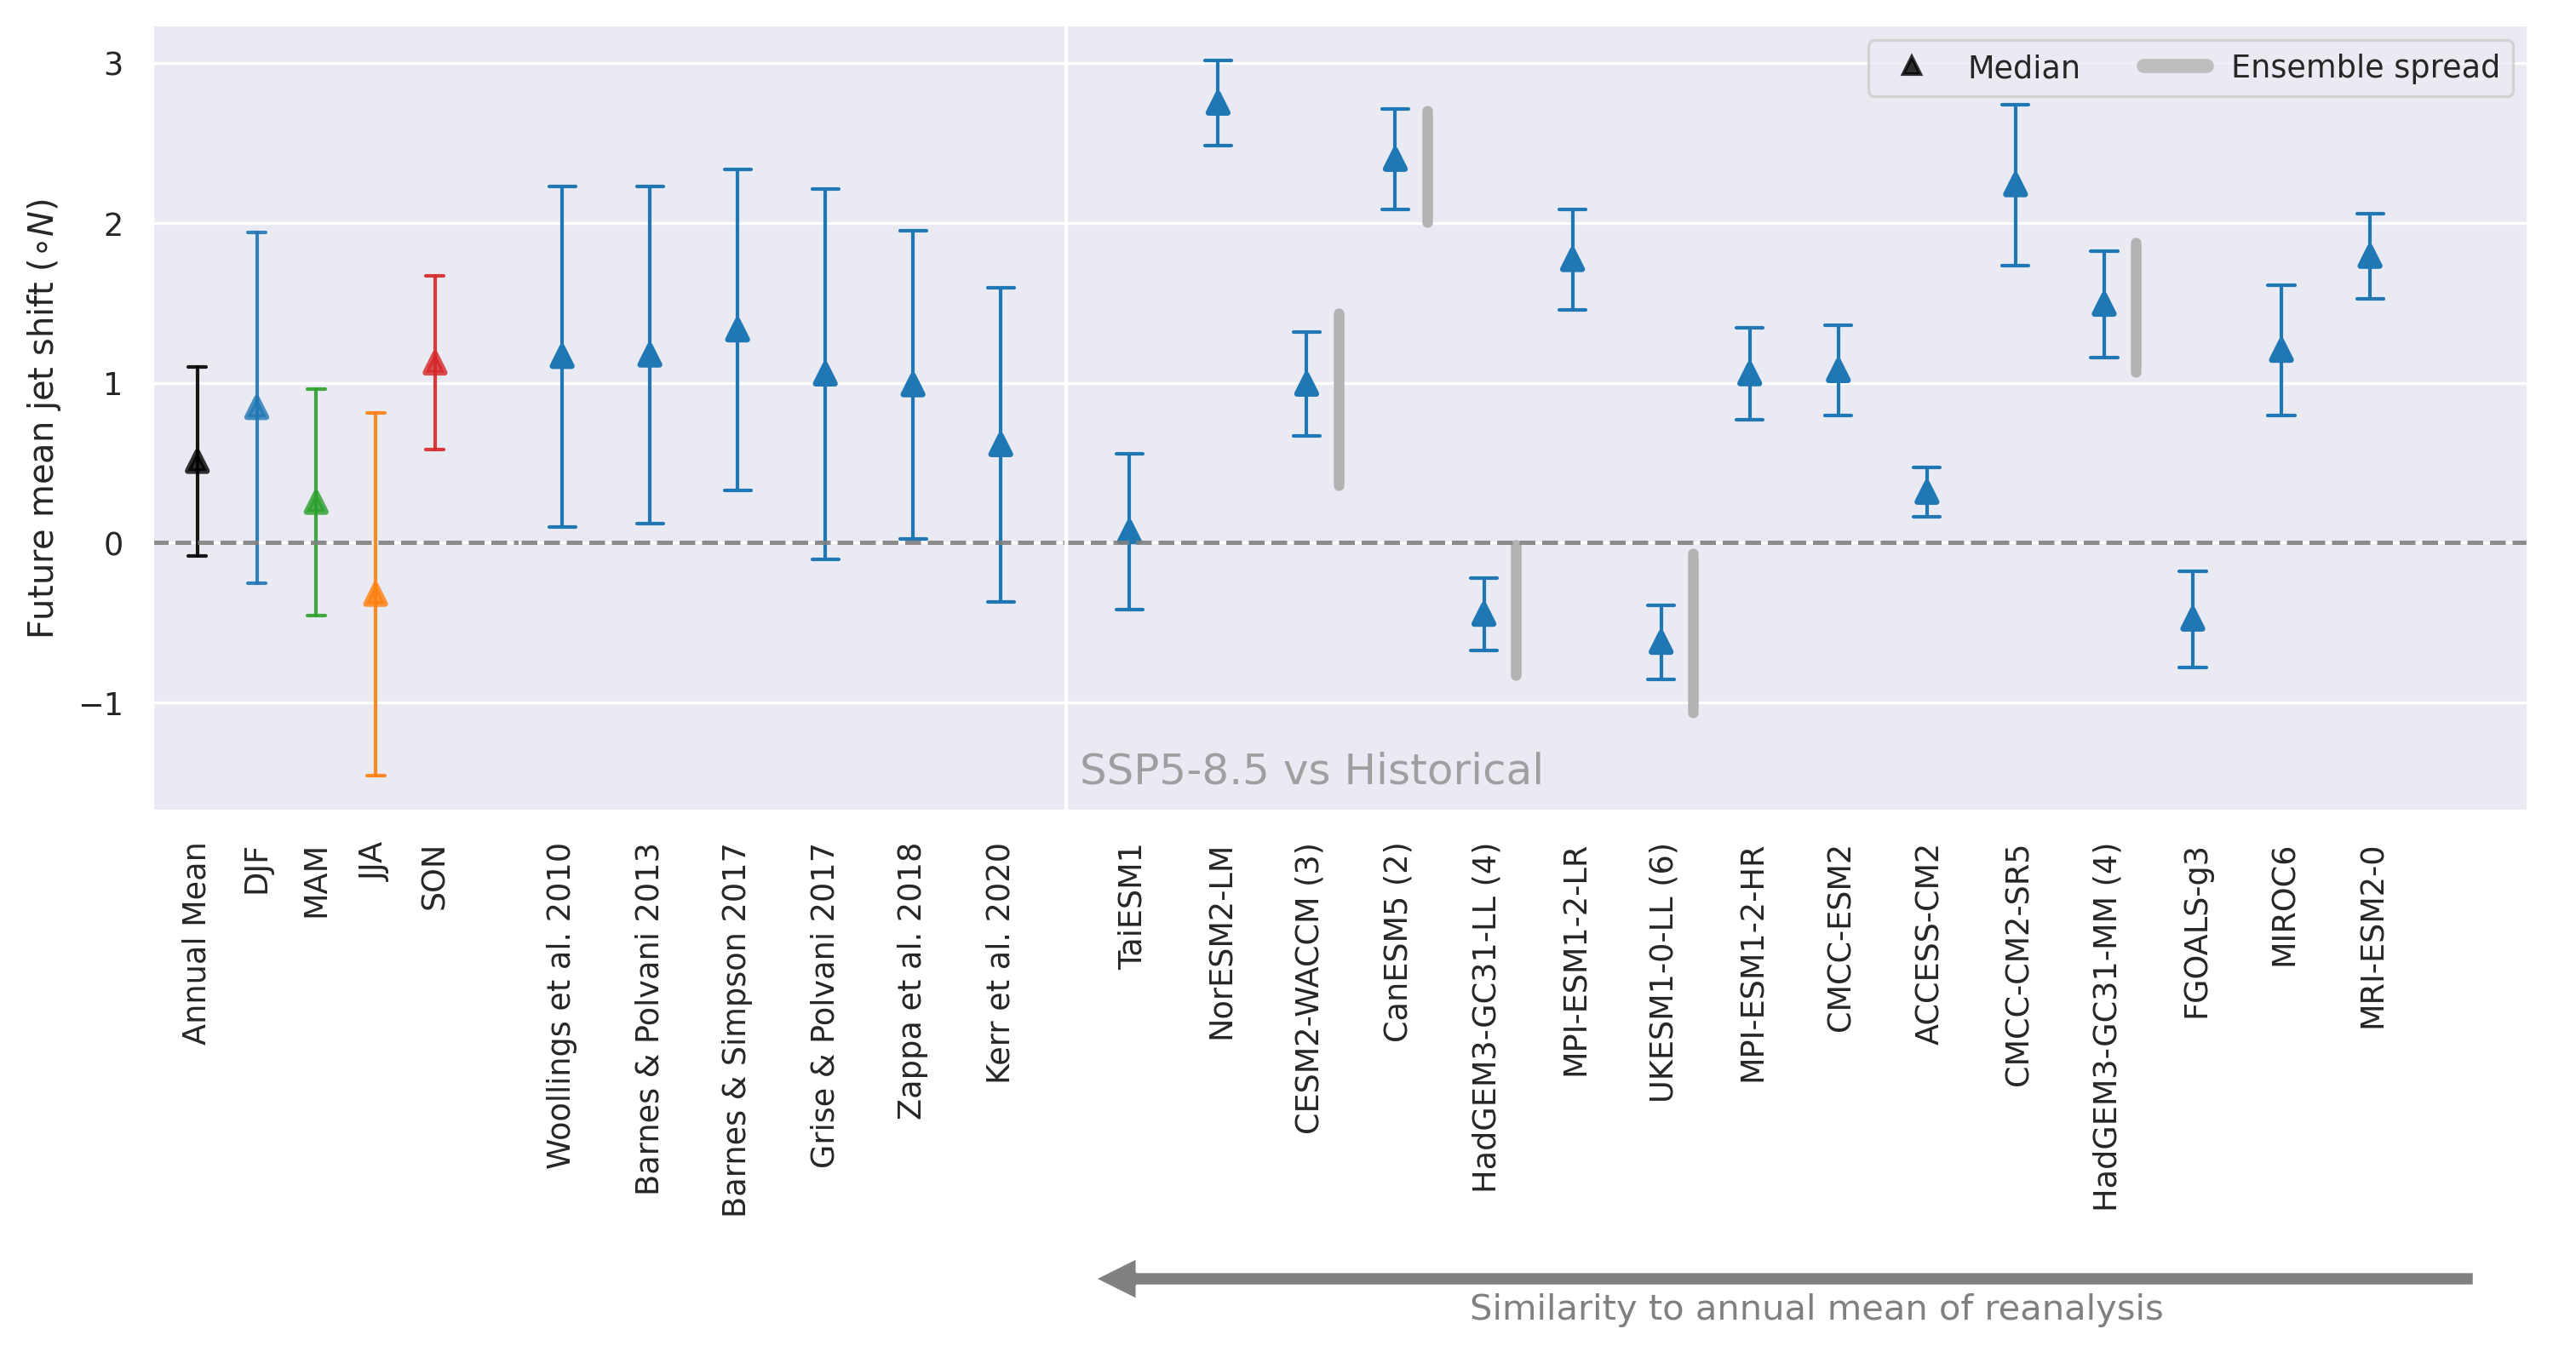 Future mean jet shift (∘N)
3
2
1
0
−1
Median
Ensemble spread
SSP5-8.5 vs Historical
Annual Mean
DJF
MAM
JJA
SON
Woollings et al. 2010
Barnes & Polvani 2013
Barnes & Simpson 2017
Grise & Polvani 2017
Zappa et al. 2018
Kerr et al. 2020
TaiESM1
NorESM2-LM
CESM2-WACCM (3)
CanESM5 (2)
HadGEM3-GC31-LL (4)
MPI-ESM1-2-LR
UKESM1-0-LL (6)
MPI-ESM1-2-HR
CMCC-ESM2
ACCESS-CM2
CMCC-CM2-SR5
HadGEM3-GC31-MM (4)
FGOALS-g3
MIROC6
MRI-ESM2-0
Similarity to annual mean of reanalysis